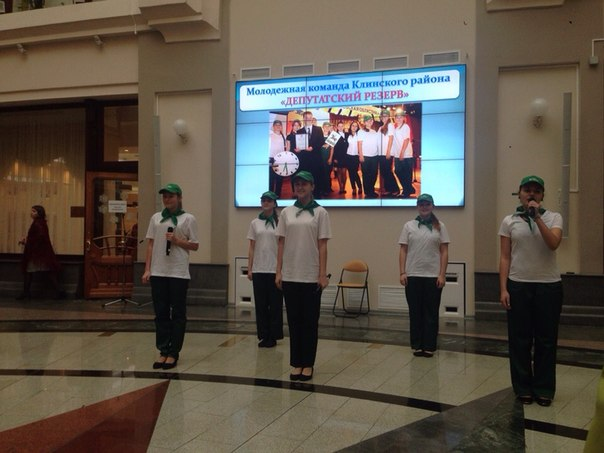 Молодежная команда Клинского района
«ДЕПУТАТСКИЙ РЕЗЕРВ»